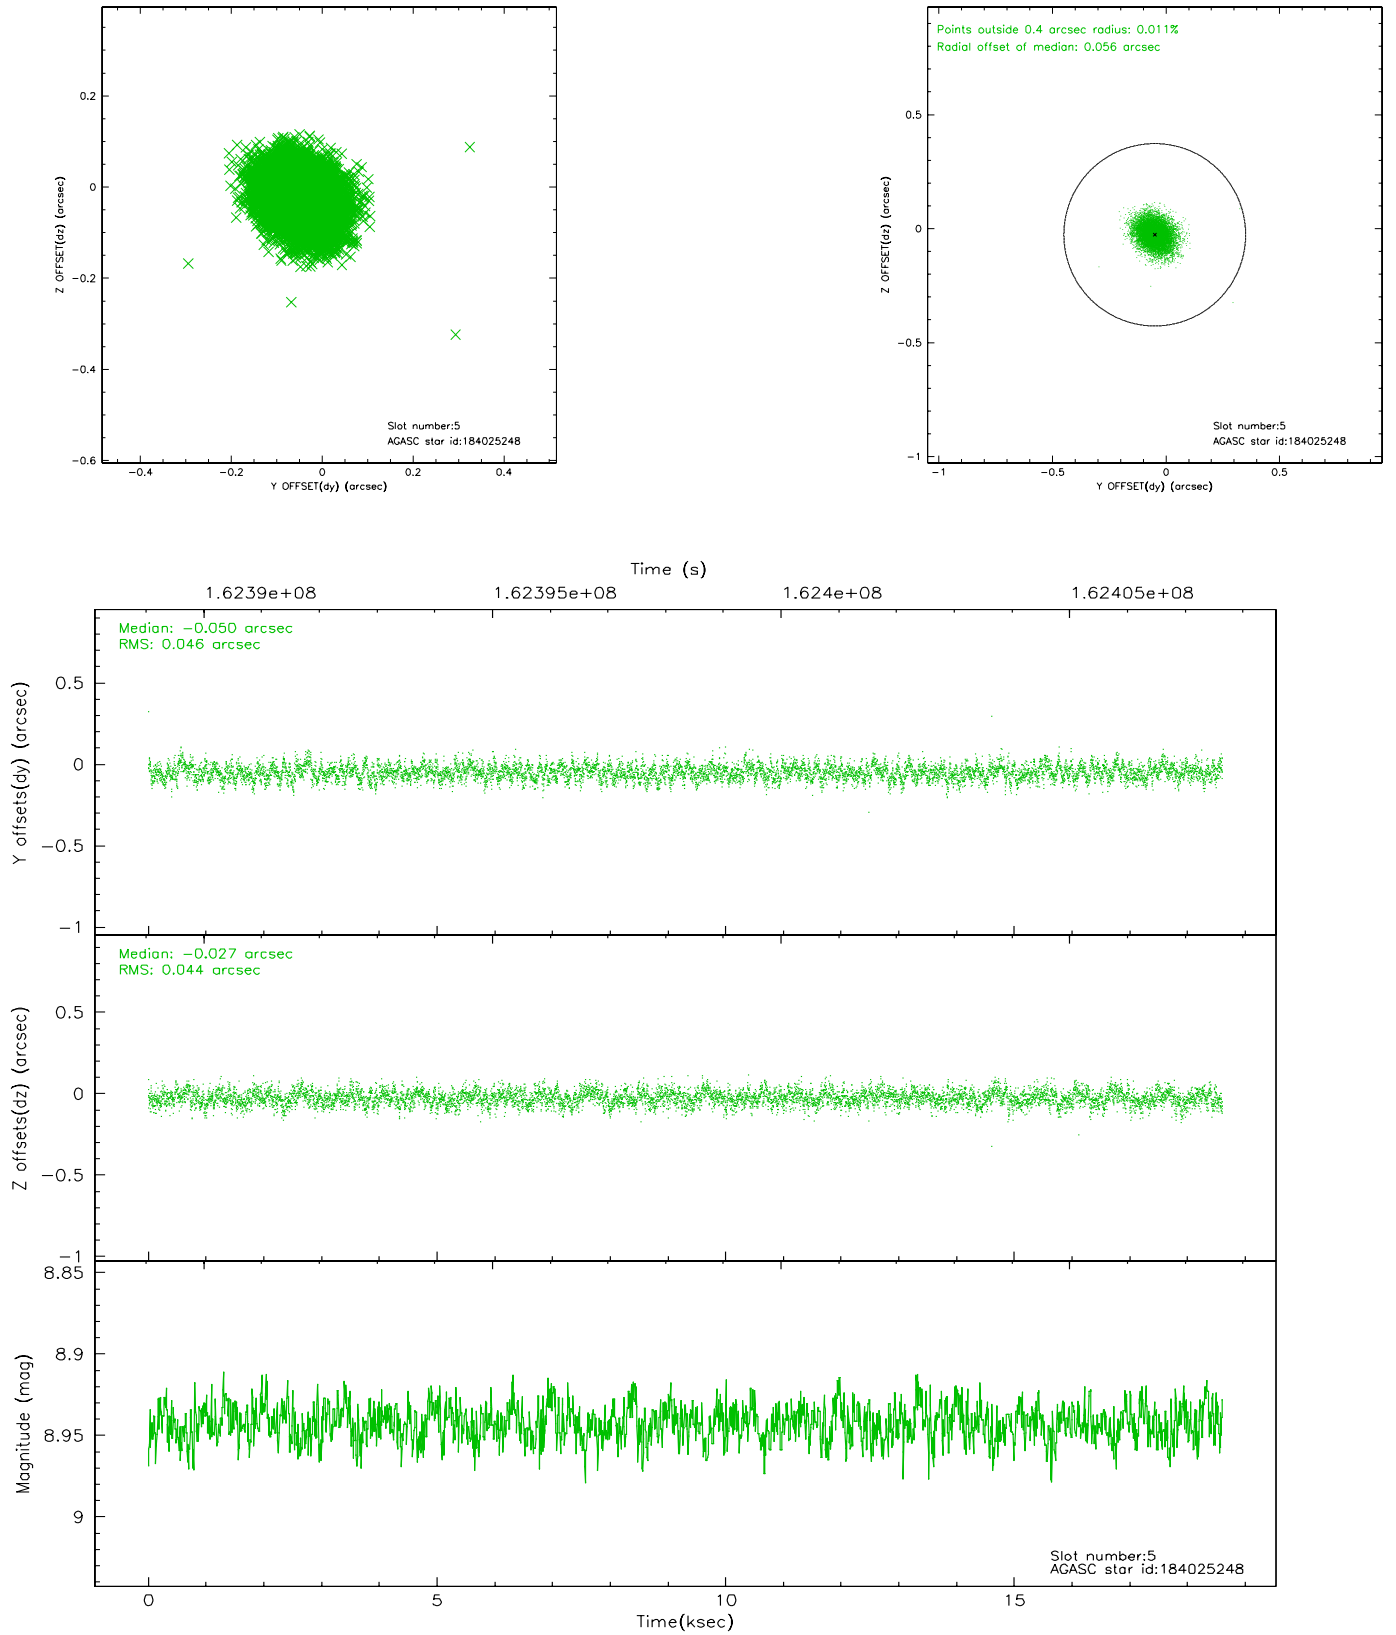 0.2
0
−0.2
−0.4
−0.6
Z OFFSET(dz) (arcsec)
Slot number:5
AGASC star id:184025248
−0.4 −0.2 0 0.2 0.4
Y OFFSET(dy) (arcsec)
Points outside 0.4 arcsec radius: 0.011%
Radial offset of median: 0.056 arcsec
0.5
0
−0.5
−1
Z OFFSET(dz) (arcsec)
Slot number:5
AGASC star id:184025248
−1 −0.5 0 0.5
Y OFFSET(dy) (arcsec)
Time (s)
1.6239e+08 1.62395e+08 1.624e+08 1.62405e+08
Median: −0.050 arcsec
RMS: 0.046 arcsec
0.5
0
−0.5
−1
Y offsets(dy) (arcsec)
Median: −0.027 arcsec
RMS: 0.044 arcsec
0.5
0
−0.5
−1
Z offsets(dz) (arcsec)
8.85
8.9
8.95
9
Magnitude (mag)
Slot number:5
AGASC star id:184025248
0 5 10 15
Time(ksec)